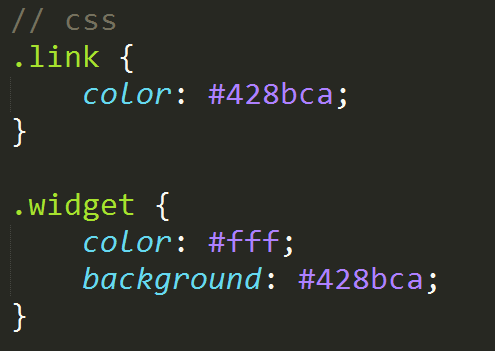 // css
.link {
    color: #428bca;
}

.widget {
    color: #fff;
    background: #428bca;
}